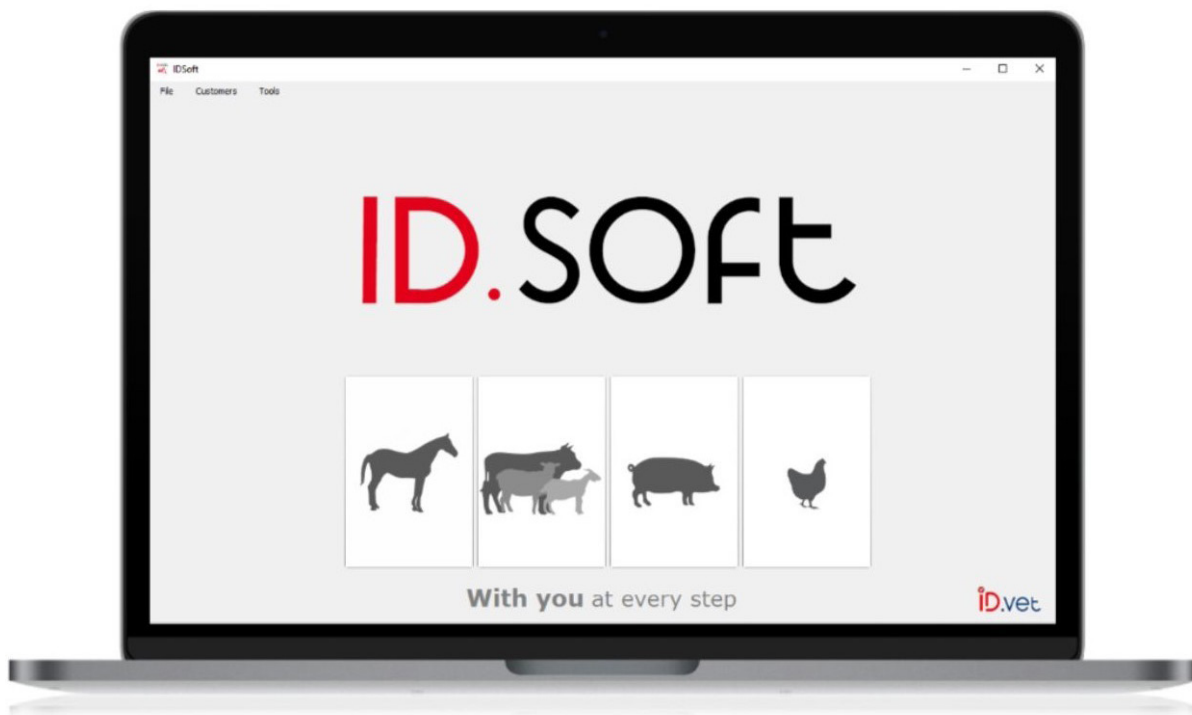 IDSoft
File Customers Tools
ID.SOFT
With you at every step
iD.vet